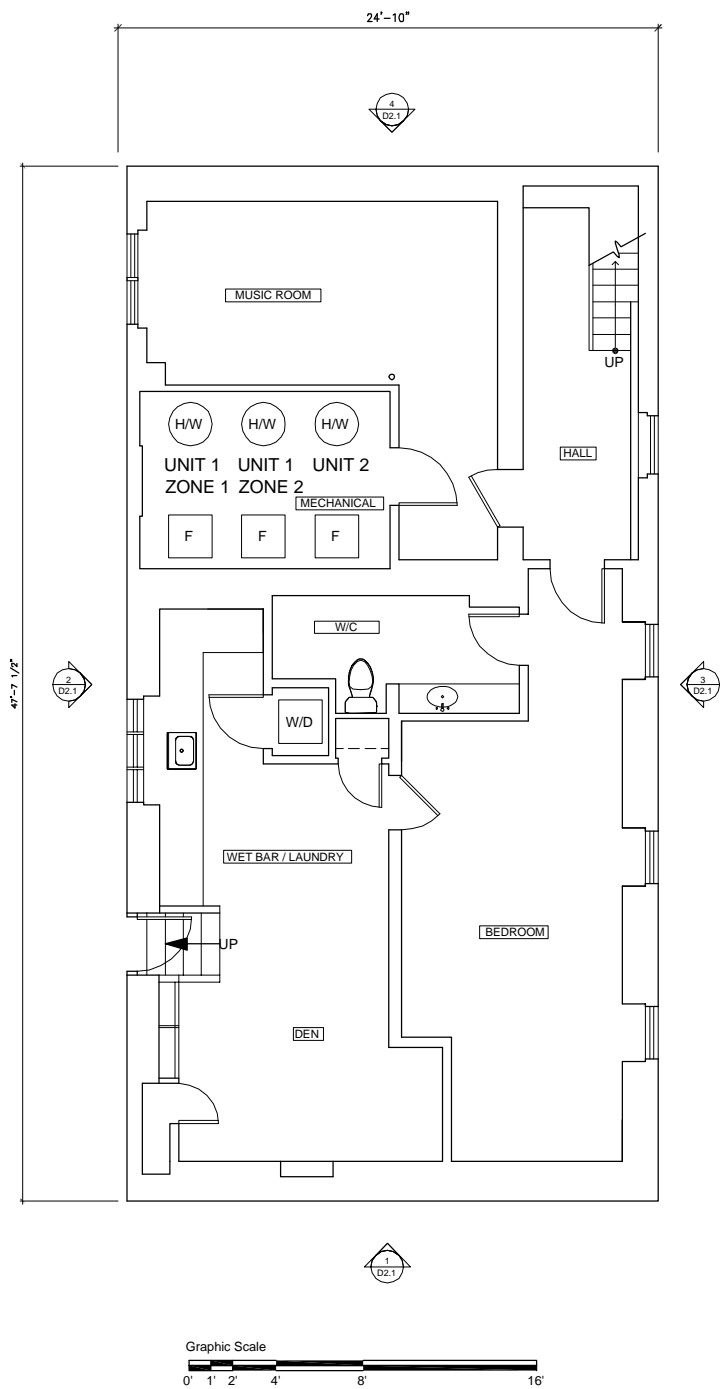 24'-10"
4
D2.1
MUSIC ROOM
UP
H/W
H/W
H/W
HALL
UNIT 1
ZONE 1
UNIT 1
ZONE 2
UNIT 2
MECHANICAL
F
F
F
W/C
47'-7 1/2"
2
D2.1
3
D2.1
W/D
WET BAR / LAUNDRY
BEDROOM
UP
DEN
1
D2.1
Graphic Scale
0' 1' 2' 4' 8' 16'